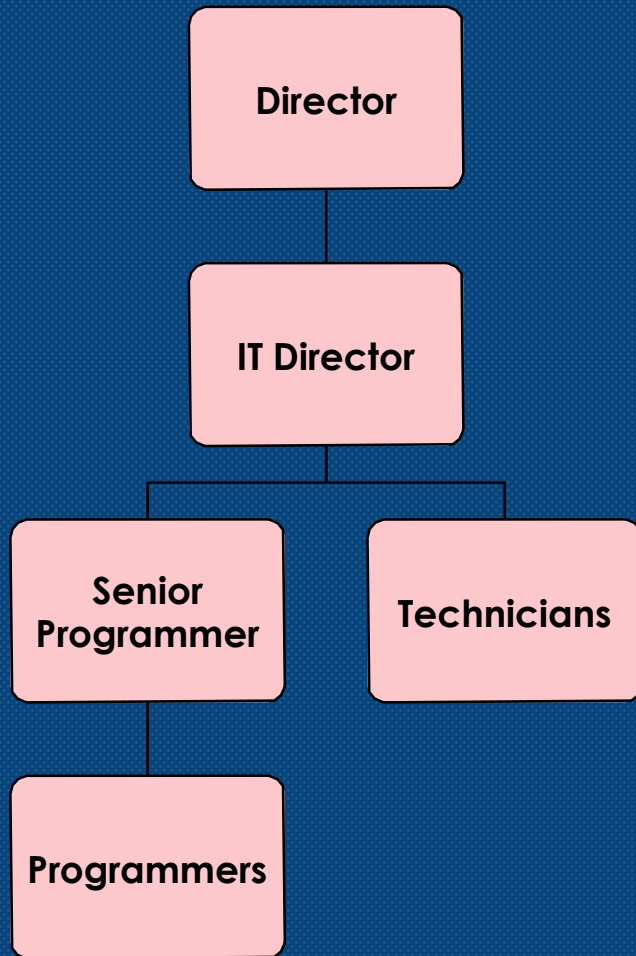 Director
IT Director
Senior
Programmer
Technicians
Programmers